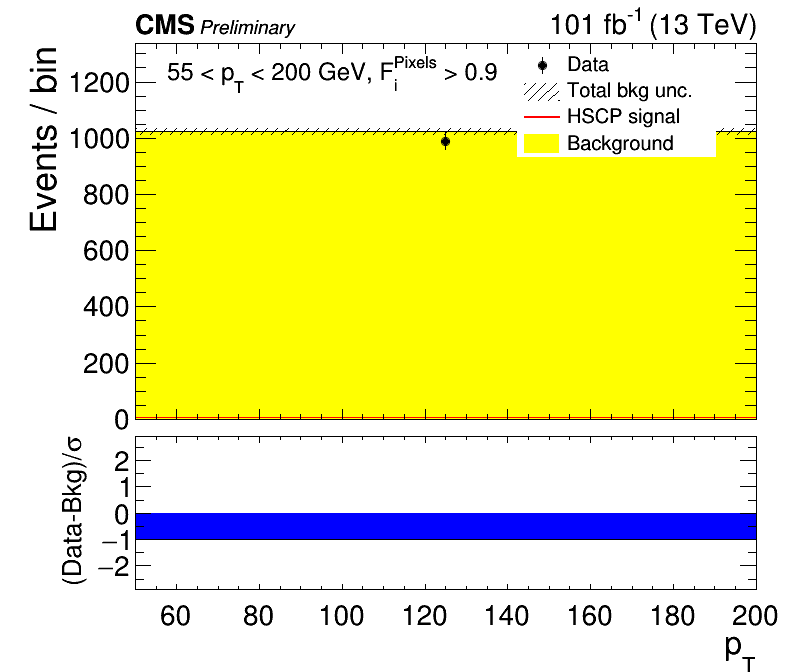 CMS Preliminary 101 fb-1 (13 TeV)
55 < pT < 200 GeV, FiPixels > 0.9
Data
Total bkg unc.
HSCP signal
Background
Events / bin
1200
1000
800
600
400
200
0
(Data-Bkg)/σ
2
1
0
−1
−2
60 80 100 120 140 160 180 200
pT